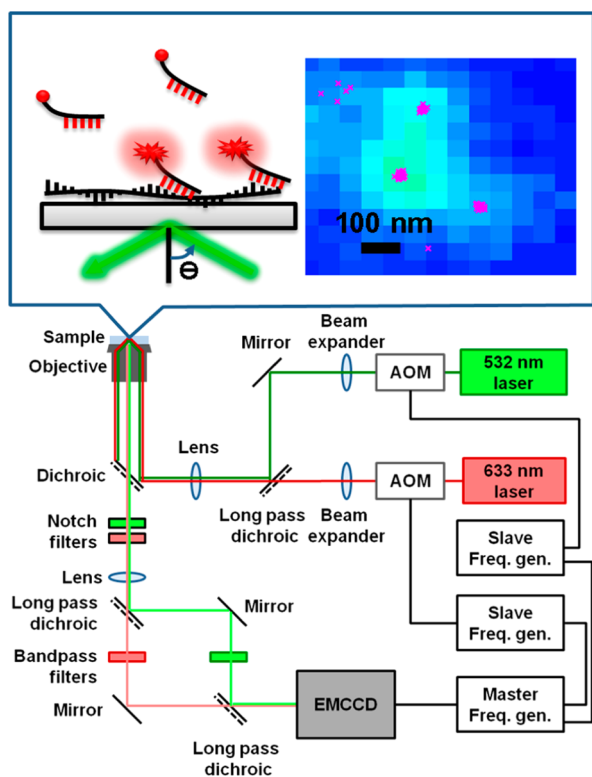 100 nm
Θ
Sample
Objective
Mirror
Beam
expander
AOM
532 nm
laser
Dichroic
Lens
Long pass
dichroic
Beam
expander
AOM
633 nm
laser
Notch
filters
Slave
Freq. gen.
Lens
Long pass
dichroic
Mirror
Slave
Freq. gen.
Bandpass
filters
Mirror
Long pass
dichroic
EMCCD
Master
Freq. gen.